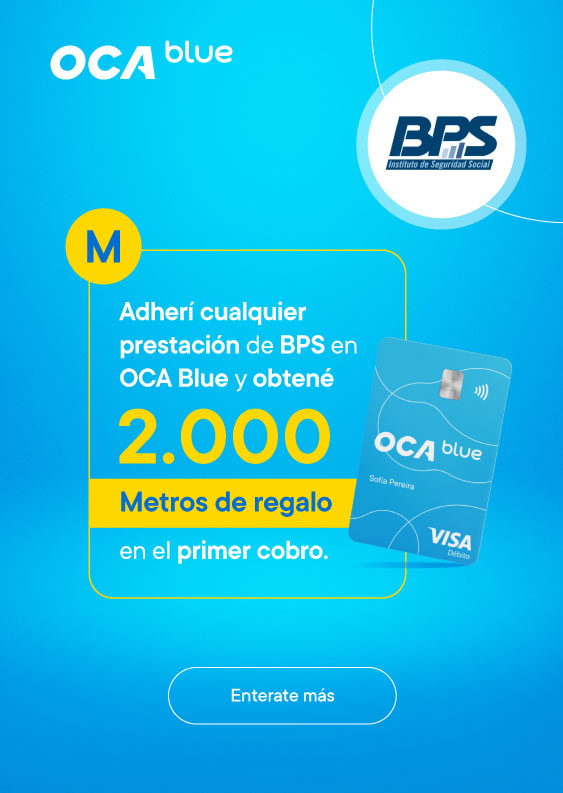 OCA blue
BPS
Instituto de Seguridad Social
M
Adherí cualquier
prestación de BPS en
OCA Blue y obtené
2.000
Metros de regalo
en el primer cobro.
OCA blue
Sofía Pereira
VISA
Débito
Enterate más